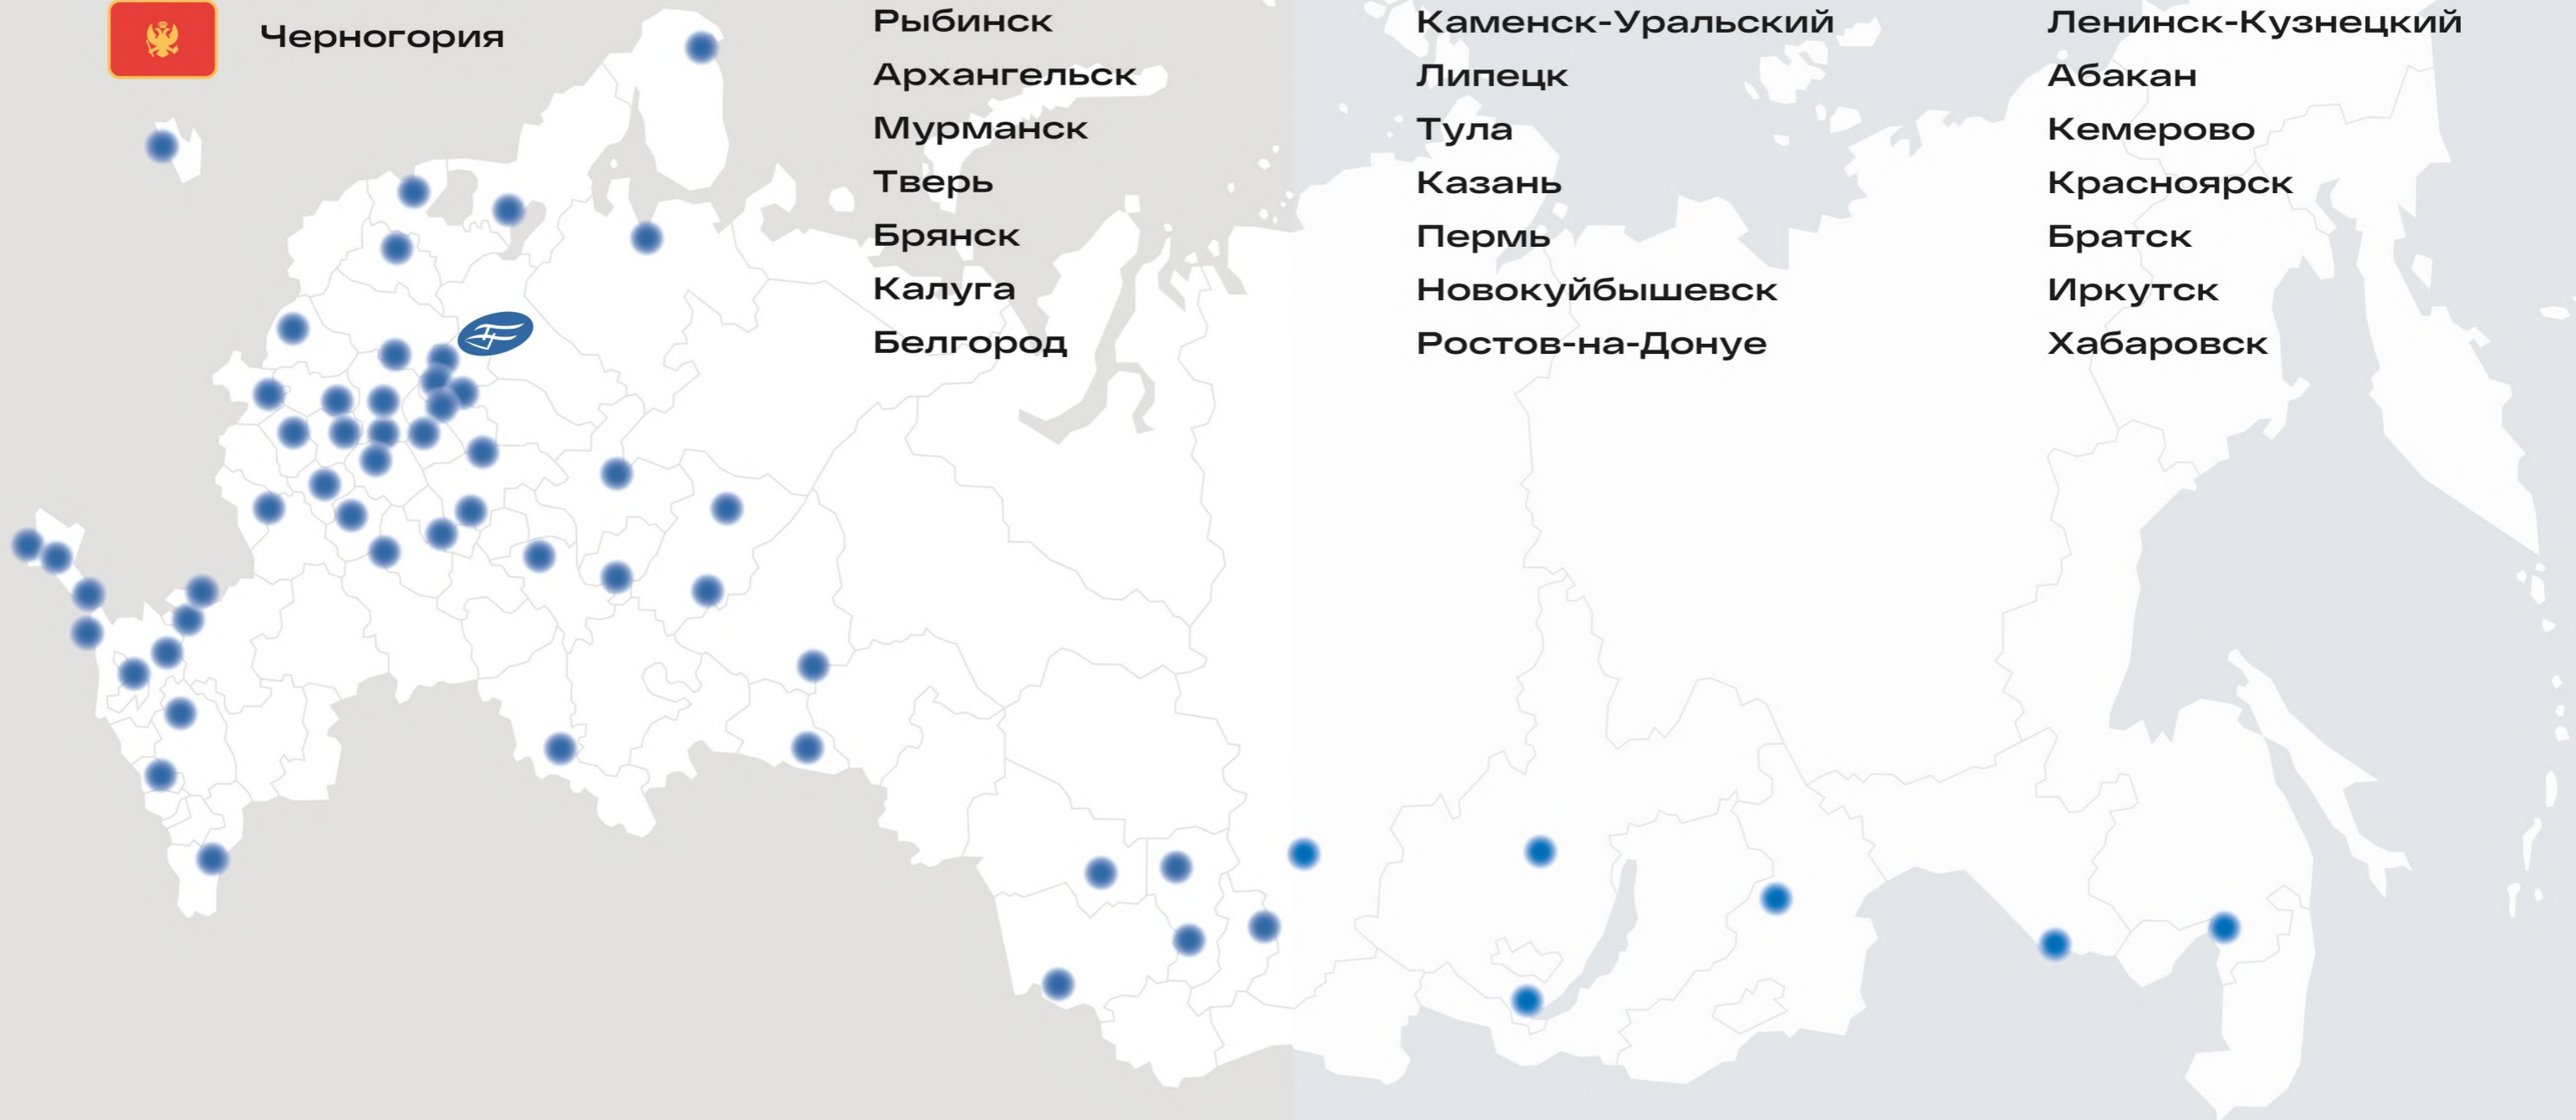 Черногория
Рыбинск
Архангельск
Мурманск
Тверь
Брянск
Калуга
Белгород
Каменск-Уральский
Липецк
Тула
Казань
Пермь
Новокуйбышевск
Ростов-на-Донуе
Ленинск-Кузнецкий
Абакан
Кемерово
Красноярск
Братск
Иркутск
Хабаровск